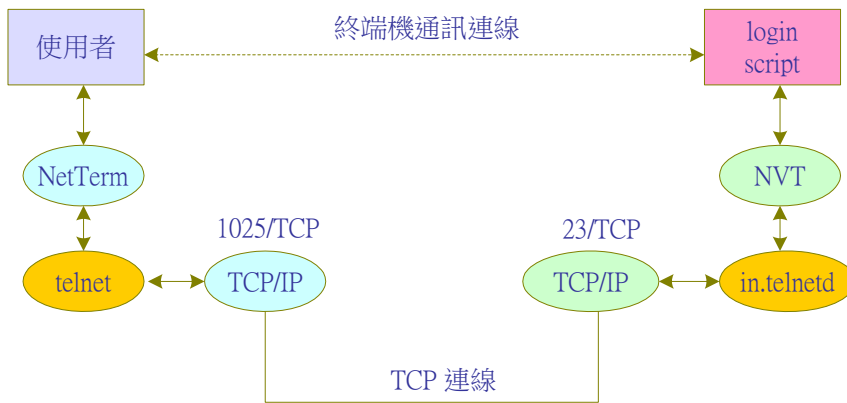 終端機通訊連線
使用者
login
script
NetTerm
NVT
1025/TCP
23/TCP
telnet
TCP/IP
TCP/IP
in.telnetd
TCP 連線